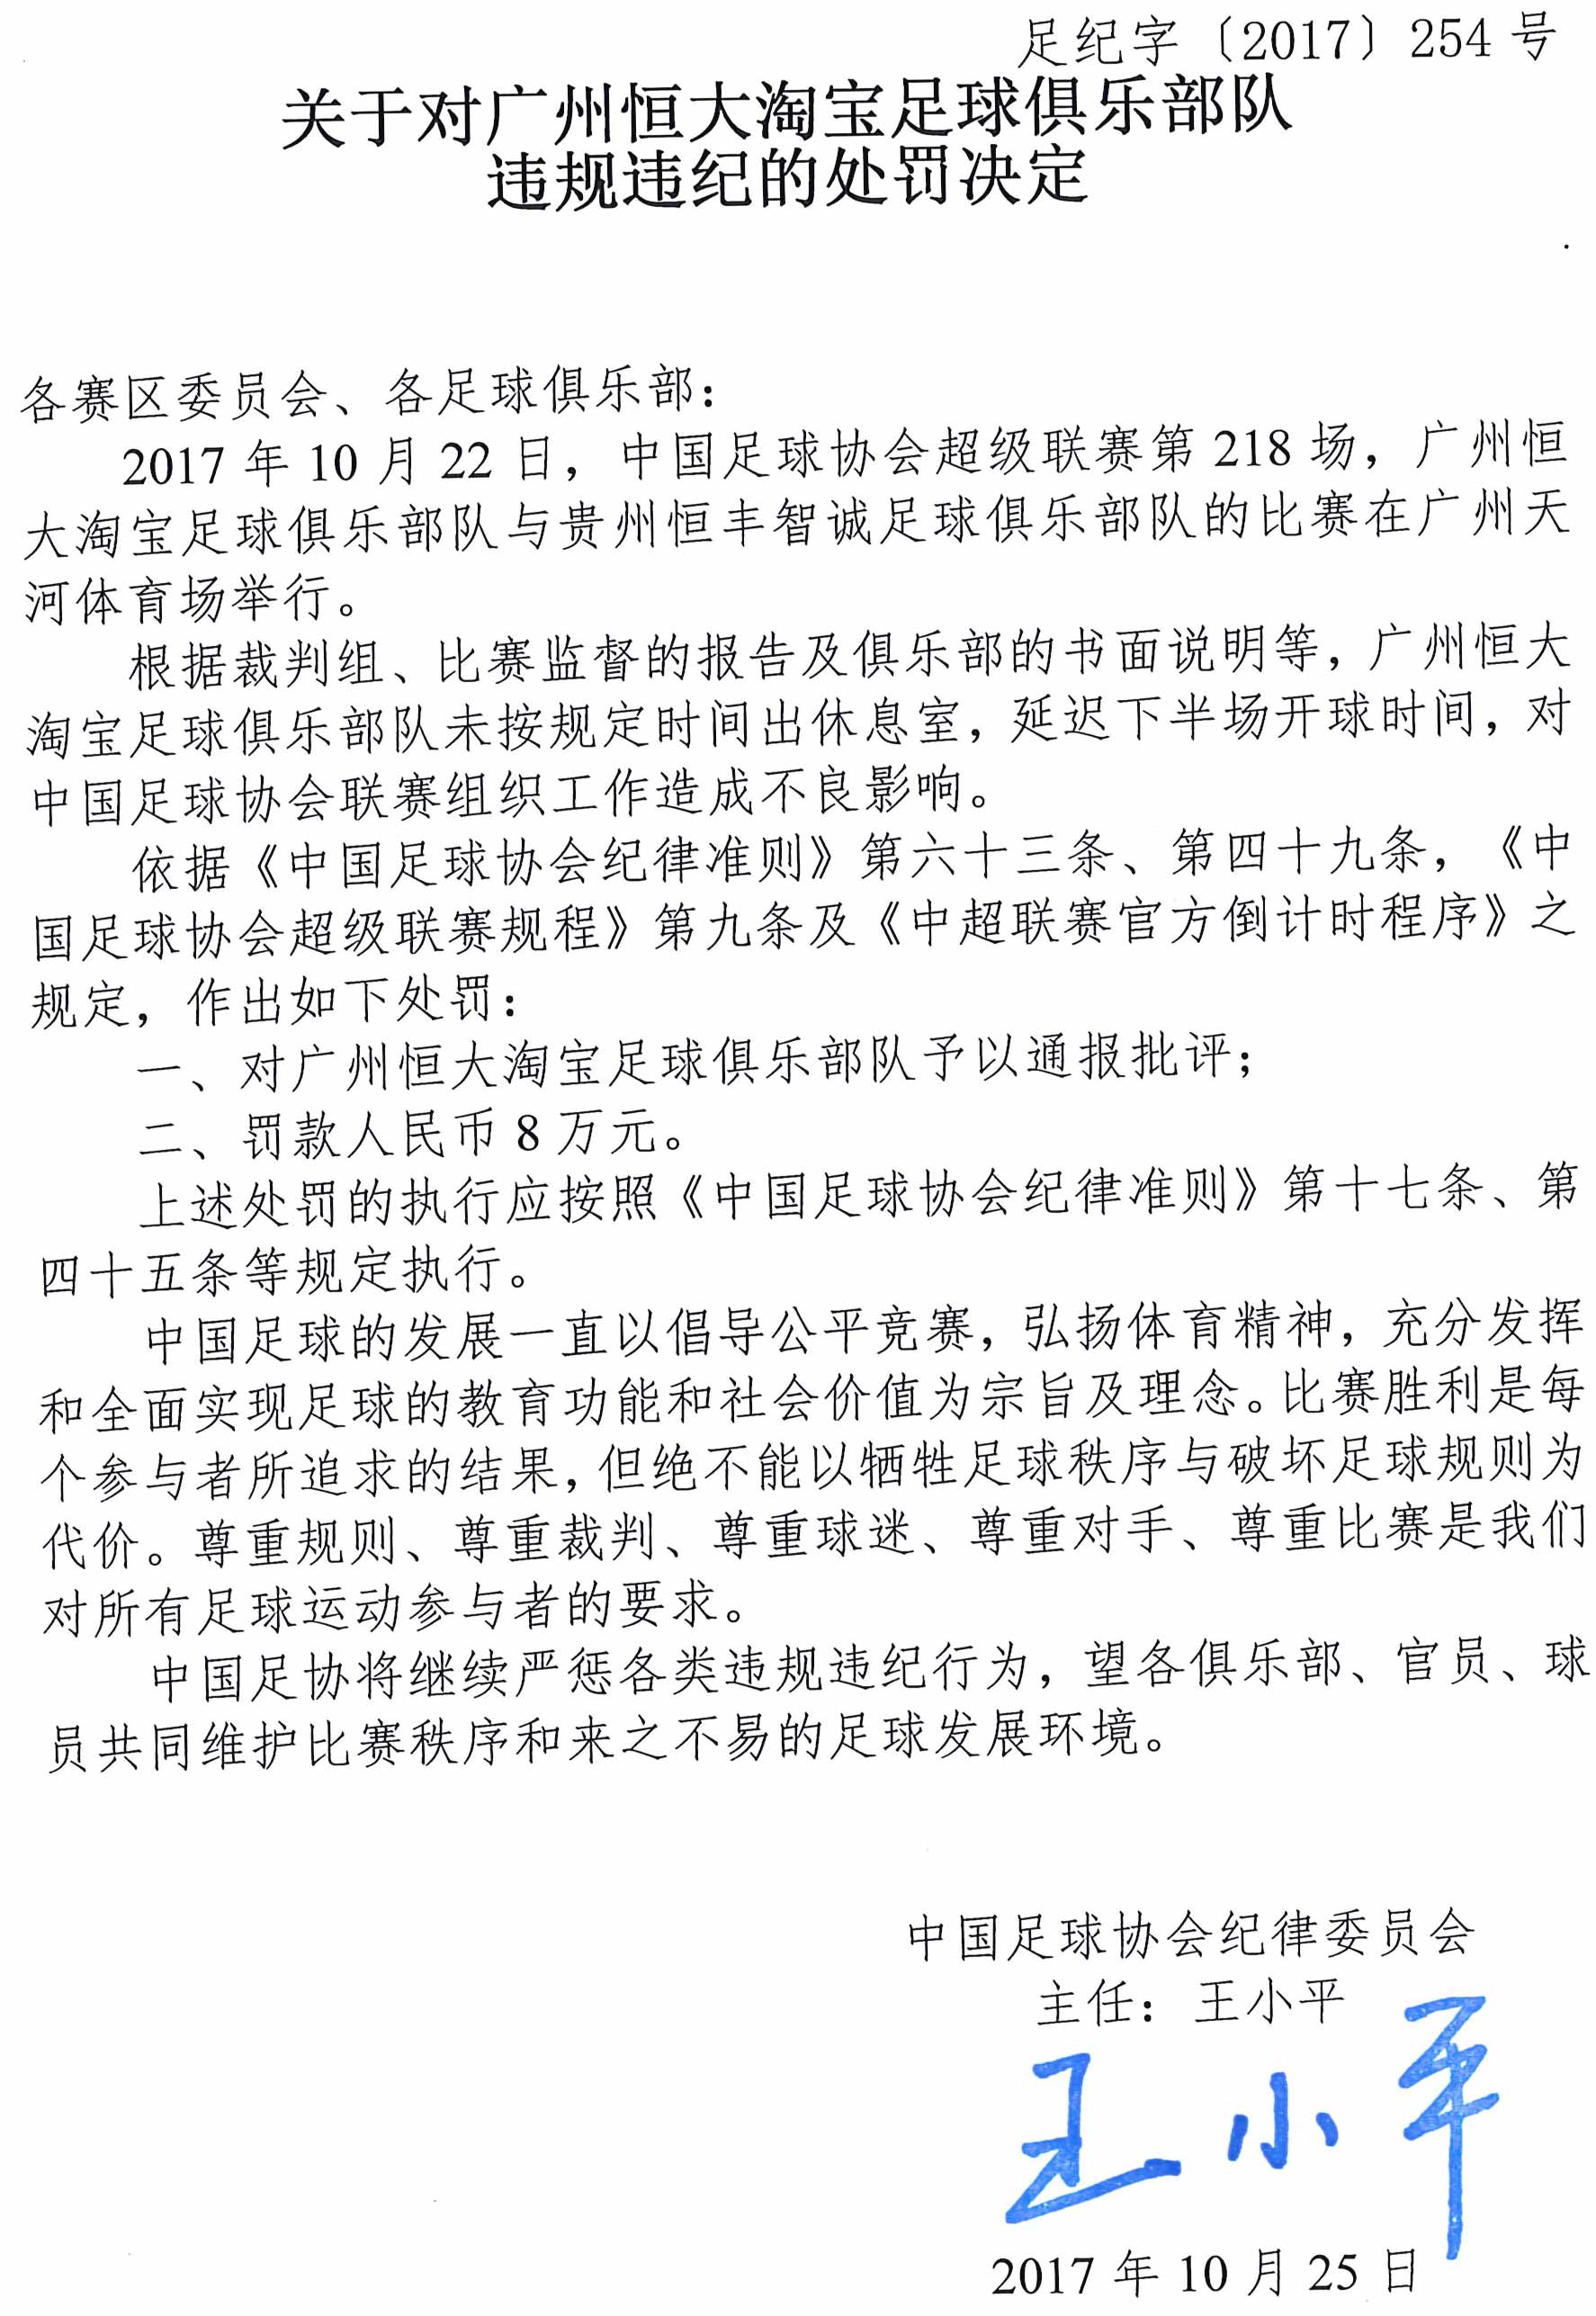 足纪字〔2017〕254号
关于对广州恒大淘宝足球俱乐部队
违规违纪的处罚决定
各赛区委员会、各足球俱乐部：
2017年10月22日，中国足球协会超级联赛第218场，广州恒
大淘宝足球俱乐部队与贵州恒丰智诚足球俱乐部队的比赛在广州天
河体育场举行。
根据裁判组、比赛监督的报告及俱乐部的书面说明等，广州恒大
淘宝足球俱乐部队未按规定时间出休息室，延迟下半场开球时间，对
中国足球协会联赛组织工作造成不良影响。
依据《中国足球协会纪律准则》第六十三条、第四十九条，《中
国足球协会超级联赛规程》第九条及《中超联赛官方倒计时程序》之
规定，作出如下处罚：
一、对广州恒大淘宝足球俱乐部队予以通报批评；
二、罚款人民币8万元。
上述处罚的执行应按照《中国足球协会纪律准则》第十七条、第
四十五条等规定执行。
中国足球的发展一直以倡导公平竞赛，弘扬体育精神，充分发挥
和全面实现足球的教育功能和社会价值为宗旨及理念。比赛胜利是每
个参与者所追求的结果，但绝不能以牺牲足球秩序与破坏足球规则为
代价。尊重规则、尊重裁判、尊重球迷、尊重对手、尊重比赛是我们
对所有足球运动参与者的要求。
中国足协将继续严惩各类违规违纪行为，望各俱乐部、官员、球
员共同维护比赛秩序和来之不易的足球发展环境。
中国足球协会纪律委员会
主任：王小平
王小平
2017年10月25日